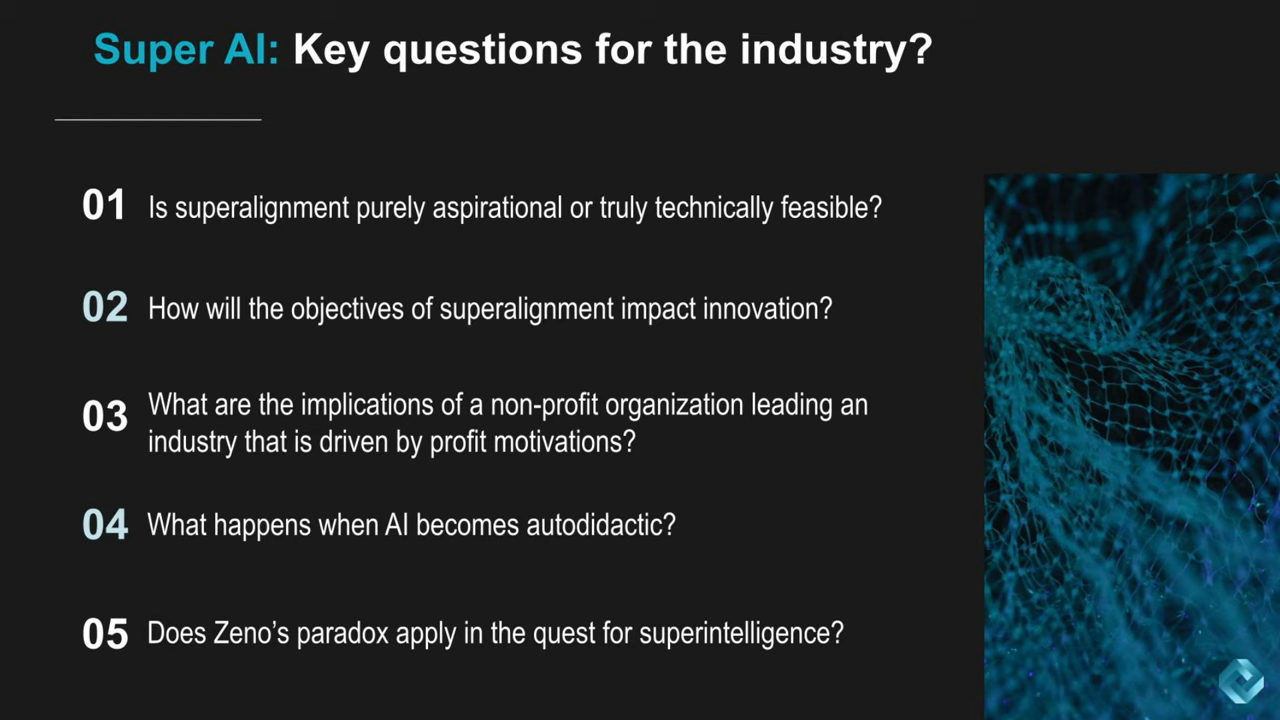 Super AI: Key questions for the industry?
01 Is superalignment purely aspirational or truly technically feasible?
02 How will the objectives of superalignment impact innovation?
03 What are the implications of a non-profit organization leading an
industry that is driven by profit motivations?
04 What happens when AI becomes autodidactic?
05 Does Zeno’s paradox apply in the quest for superintelligence?